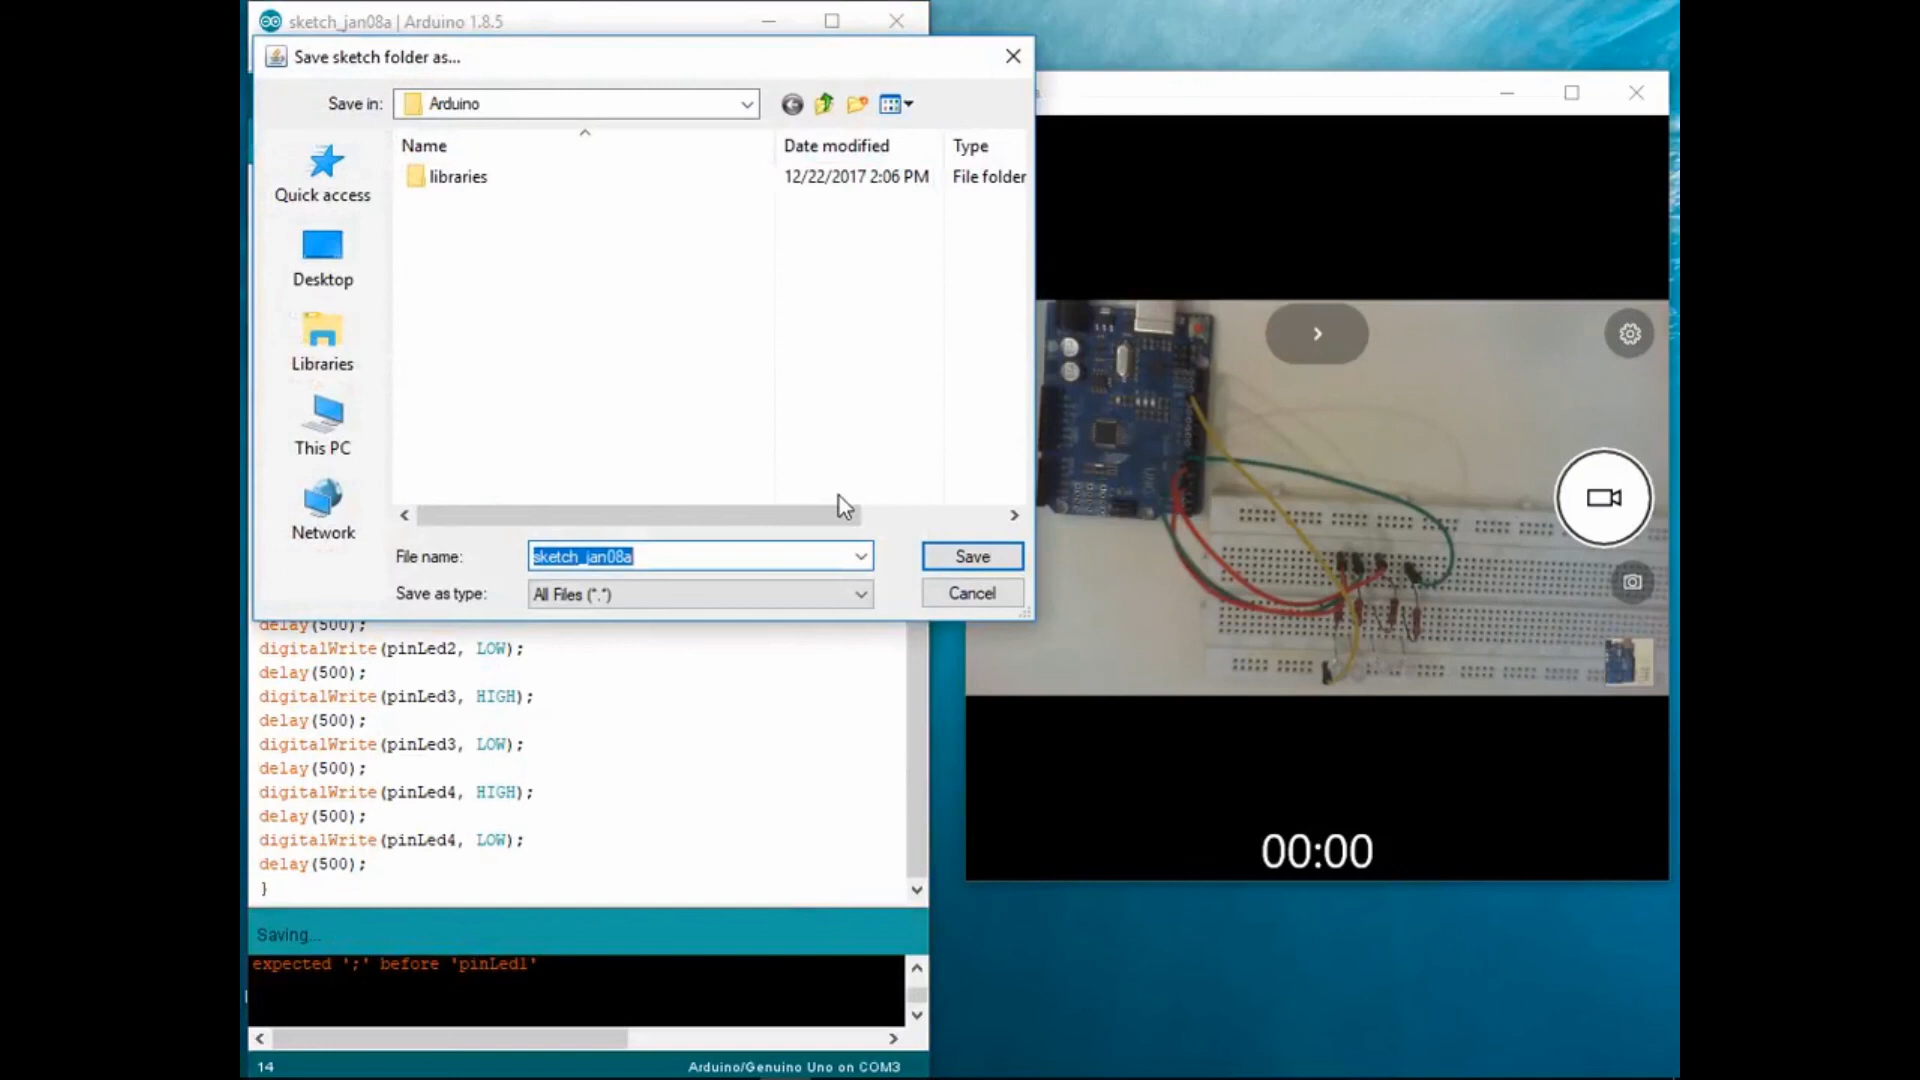 sketch_jan08a | Arduino 1.8.5
Save sketch folder as...
Save in: Arduino
Name Date modified Type
libraries 12/22/2017 2:06 PM File folder
Quick access
Desktop
Libraries
This PC
Network
File name: sketch_jan08a Save
Save as type: All Files (*.*) Cancel
delay(500);
digitalWrite(pinLed2, LOW);
delay(500);
digitalWrite(pinLed3, HIGH);
delay(500);
digitalWrite(pinLed3, LOW);
delay(500);
digitalWrite(pinLed4, HIGH);
delay(500);
digitalWrite(pinLed4, LOW);
delay(500);
}
Saving...
expected ';' before 'pinLed1'
14 Arduino/Genuino Uno on COM3
00:00